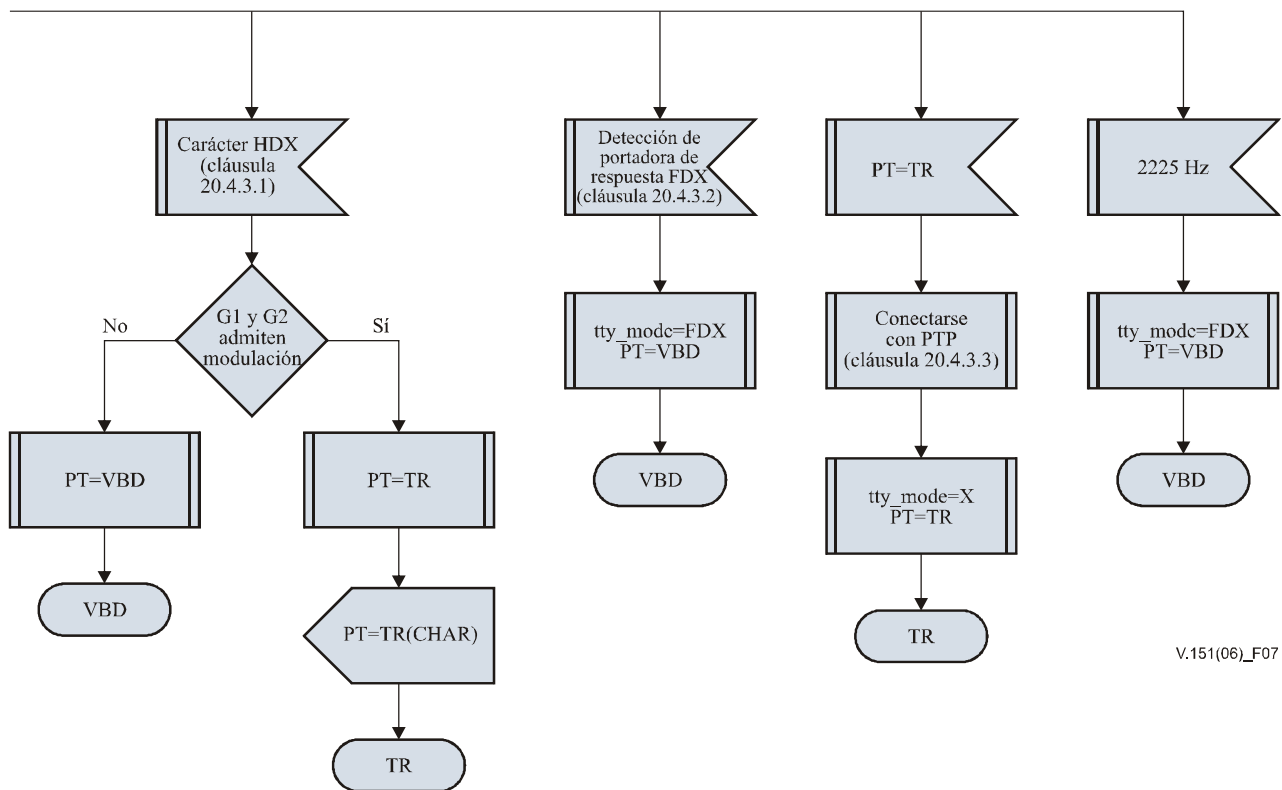 Carácter HDX
(cláusula
20.4.3.1)
Detección de
portadora de
respuesta FDX
(cláusula 20.4.3.2)
PT=TR
2225 Hz
G1 y G2
admiten
modulación
No
Sí
tty_mode=FDX
PT=VBD
Conectarse
con PTP
(cláusula 20.4.3.3)
tty_mode=FDX
PT=VBD
PT=VBD
PT=TR
VBD
tty_mode=X
PT=TR
VBD
VBD
PT=TR(CHAR)
TR
TR
V.151(06)_F07